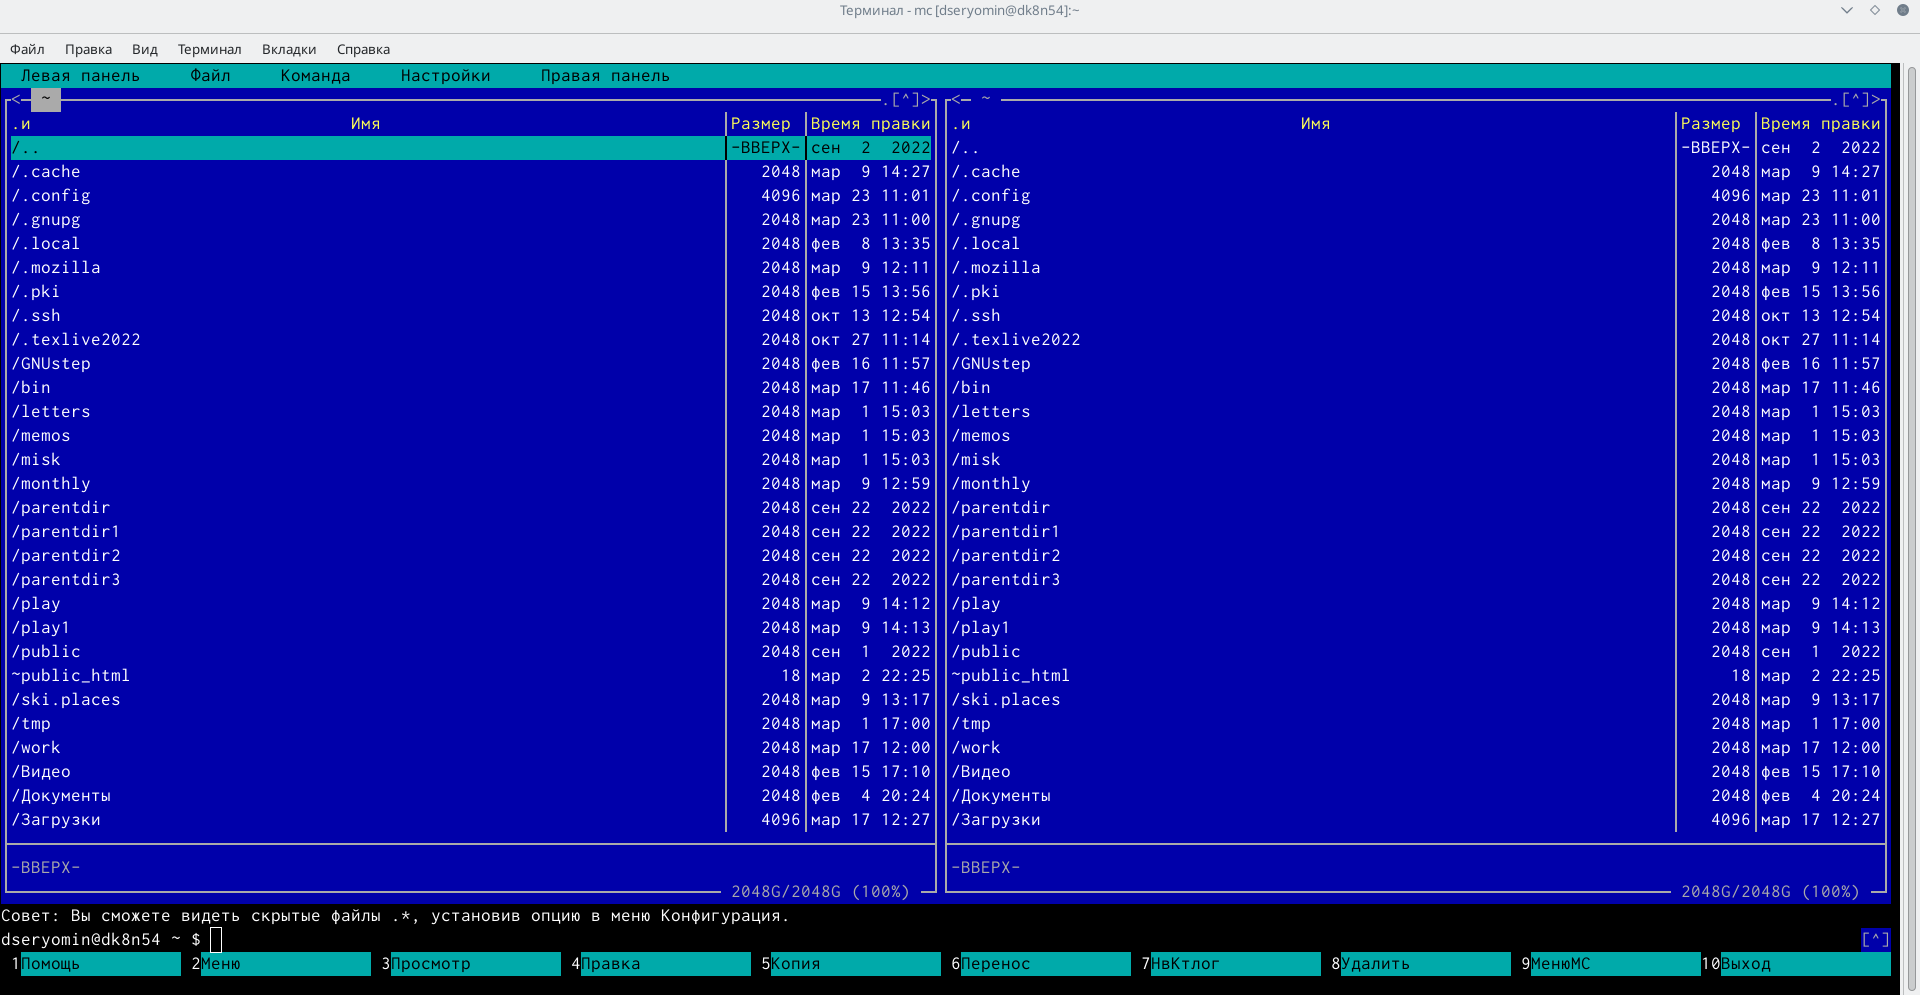 Терминал - mc [dseryomin@dk8n54]:~
Файл Правка Вид Терминал Вкладки Справка
Левая панель Файл Команда Настройки Правая панель
<─ ~ .[^]> <─ ~ .[^]>
.и Имя Размер Время правки .и Имя Размер Время правки
/.. -ВВЕРХ- сен 2 2022 /.. -ВВЕРХ- сен 2 2022
/.cache 2048 мар 9 14:27 /.cache 2048 мар 9 14:27
/.config 4096 мар 23 11:01 /.config 4096 мар 23 11:01
/.gnupg 2048 мар 23 11:00 /.gnupg 2048 мар 23 11:00
/.local 2048 фев 8 13:35 /.local 2048 фев 8 13:35
/.mozilla 2048 мар 9 12:11 /.mozilla 2048 мар 9 12:11
/.pki 2048 фев 15 13:56 /.pki 2048 фев 15 13:56
/.ssh 2048 окт 13 12:54 /.ssh 2048 окт 13 12:54
/.texlive2022 2048 окт 27 11:14 /.texlive2022 2048 окт 27 11:14
/GNUstep 2048 фев 16 11:57 /GNUstep 2048 фев 16 11:57
/bin 2048 мар 17 11:46 /bin 2048 мар 17 11:46
/letters 2048 мар 1 15:03 /letters 2048 мар 1 15:03
/memos 2048 мар 1 15:03 /memos 2048 мар 1 15:03
/misk 2048 мар 1 15:03 /misk 2048 мар 1 15:03
/monthly 2048 мар 9 12:59 /monthly 2048 мар 9 12:59
/parentdir 2048 сен 22 2022 /parentdir 2048 сен 22 2022
/parentdir1 2048 сен 22 2022 /parentdir1 2048 сен 22 2022
/parentdir2 2048 сен 22 2022 /parentdir2 2048 сен 22 2022
/parentdir3 2048 сен 22 2022 /parentdir3 2048 сен 22 2022
/play 2048 мар 9 14:12 /play 2048 мар 9 14:12
/play1 2048 мар 9 14:13 /play1 2048 мар 9 14:13
/public 2048 сен 1 2022 /public 2048 сен 1 2022
~public_html 18 мар 2 22:25 ~public_html 18 мар 2 22:25
/ski.places 2048 мар 9 13:17 /ski.places 2048 мар 9 13:17
/tmp 2048 мар 1 17:00 /tmp 2048 мар 1 17:00
/work 2048 мар 17 12:00 /work 2048 мар 17 12:00
/Видео 2048 фев 15 17:10 /Видео 2048 фев 15 17:10
/Документы 2048 фев 4 20:24 /Документы 2048 фев 4 20:24
/Загрузки 4096 мар 17 12:27 /Загрузки 4096 мар 17 12:27
-ВВЕРХ- -ВВЕРХ-
2048G/2048G (100%) 2048G/2048G (100%)
Совет: Вы сможете видеть скрытые файлы .*, установив опцию в меню Конфигурация.
dseryomin@dk8n54 ~ $ [^]
1Помощь 2Меню 3Просмотр 4Правка 5Копия 6Перенос 7НвКтлог 8Удалить 9МенюМС 10Выход